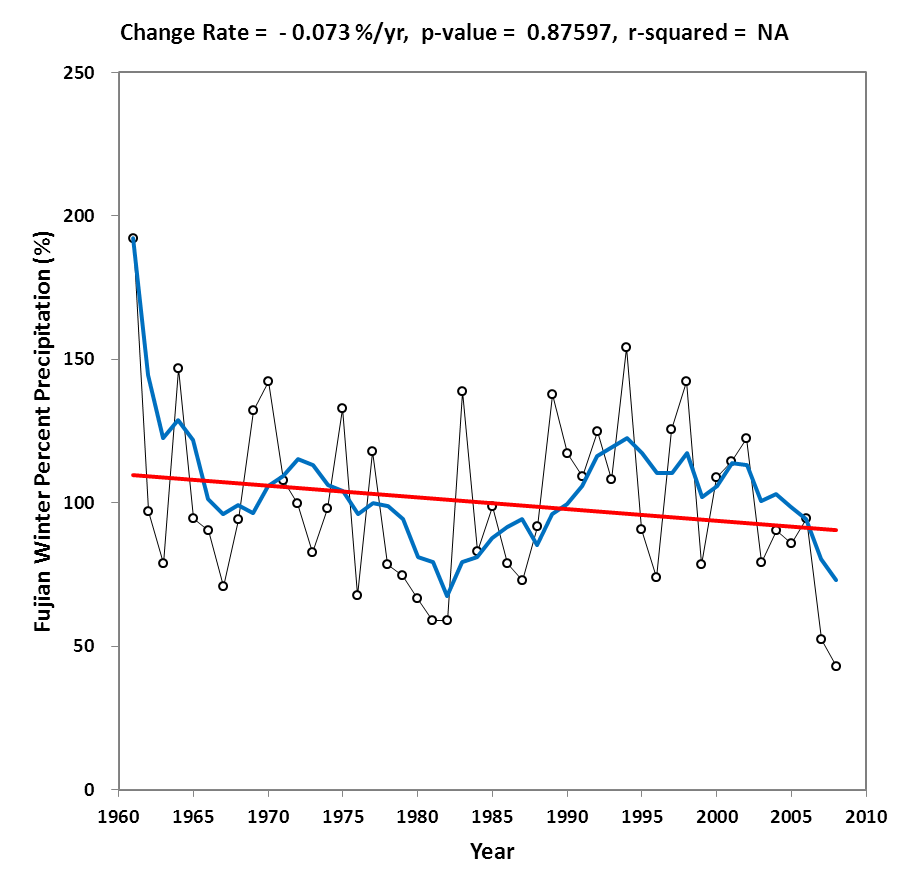 Change Rate = - 0.073 %/yr, p-value = 0.87597, r-squared = NA
250
200
150
100
50
0
Fujian Winter Percent Precipitation (%)
1960 1965 1970 1975 1980 1985 1990 1995 2000 2005 2010
Year